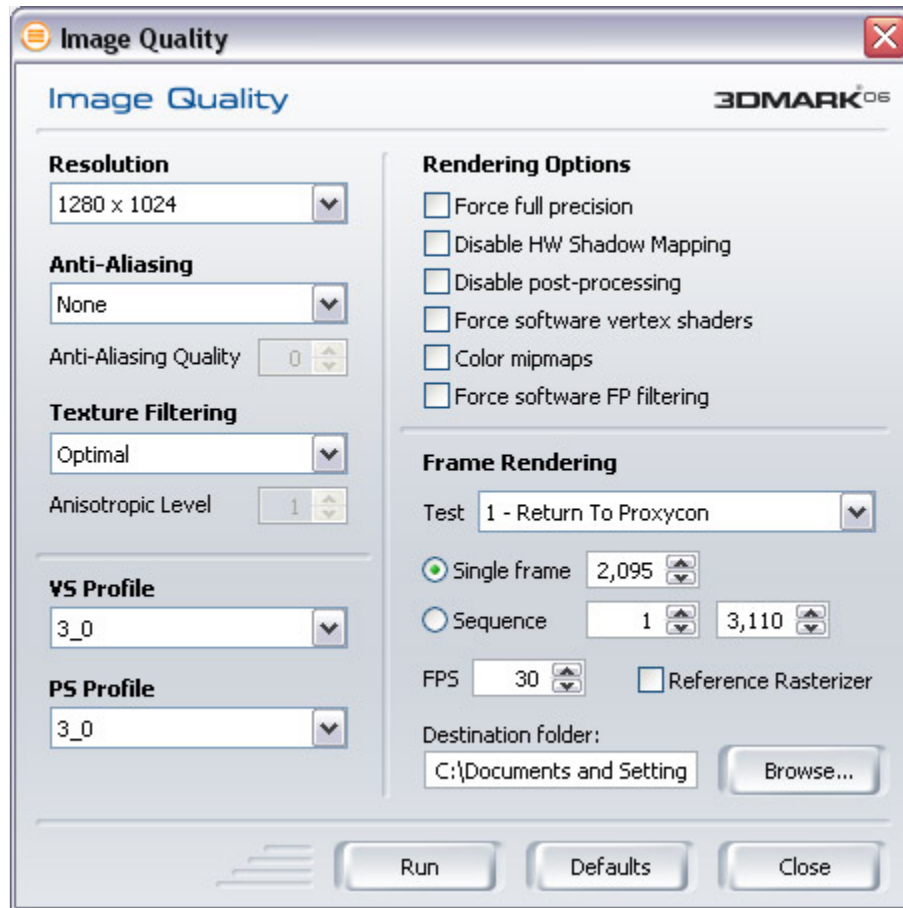 Image Quality
Image Quality
3DMARK®06
Resolution
1280 x 1024
Anti-Aliasing
None
Anti-Aliasing Quality 0
Texture Filtering
Optimal
Anisotropic Level 1
VS Profile
3_0
PS Profile
3_0
Rendering Options
Force full precision
Disable HW Shadow Mapping
Disable post-processing
Force software vertex shaders
Color mipmaps
Force software FP filtering
Frame Rendering
Test 1 - Return To Proxycon
Single frame 2,095
Sequence 1 3,110
FPS 30 Reference Rasterizer
Destination folder:
C:\Documents and Setting Browse...
Run Defaults Close